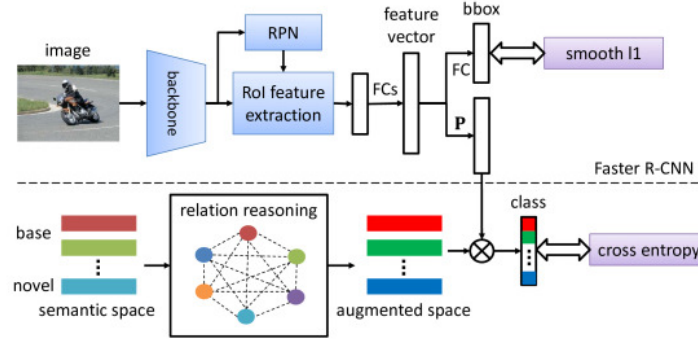 image
backbone
RPN
RoI feature
extraction
FCs
feature
vector
FC
P
bbox
smooth l1
Faster R-CNN
base
novel
semantic space
relation reasoning
augmented space
class
cross entropy